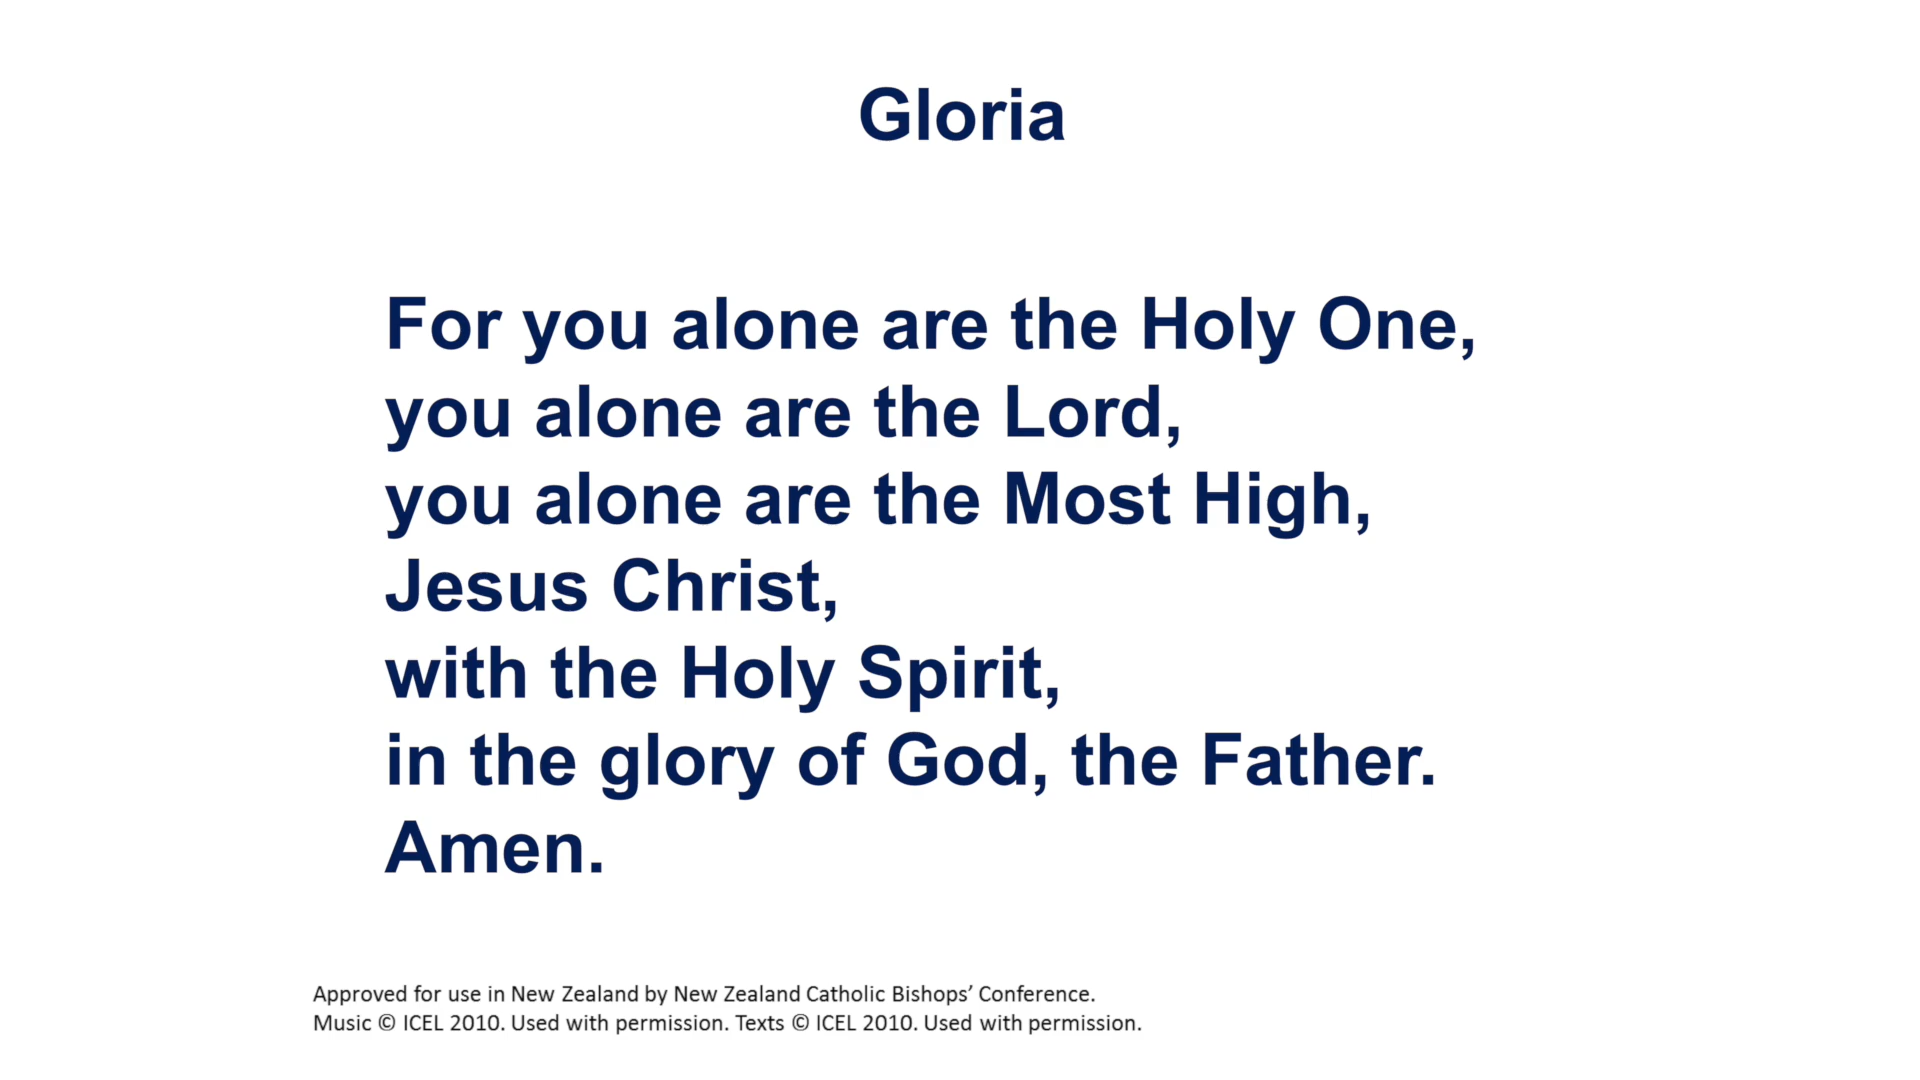 Gloria
For you alone are the Holy One,
you alone are the Lord,
you alone are the Most High,
Jesus Christ,
with the Holy Spirit,
in the glory of God, the Father.
Amen.
Approved for use in New Zealand by New Zealand Catholic Bishops’ Conference.
Music © ICEL 2010. Used with permission. Texts © ICEL 2010. Used with permission.